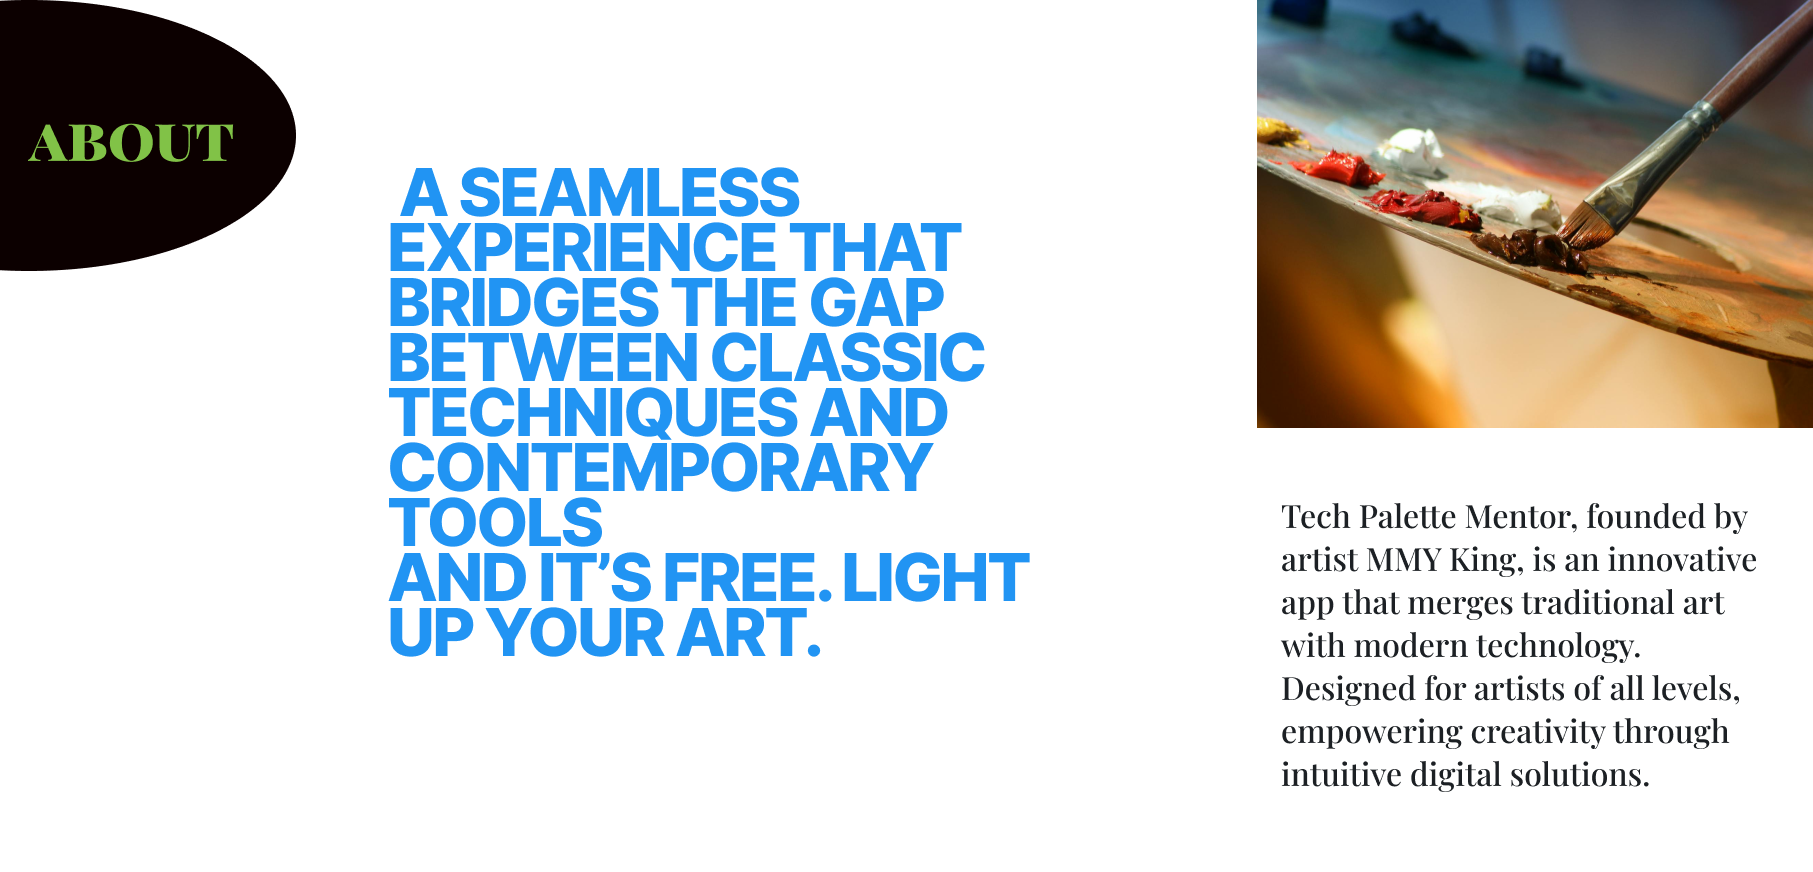 ABOUT
A SEAMLESS
EXPERIENCE THAT
BRIDGES THE GAP
BETWEEN CLASSIC
TECHNIQUES AND
CONTEMPORARY
TOOLS
AND IT’S FREE. LIGHT
UP YOUR ART.
Tech Palette Mentor, founded by
artist MMY King, is an innovative
app that merges traditional art
with modern technology.
Designed for artists of all levels,
empowering creativity through
intuitive digital solutions.